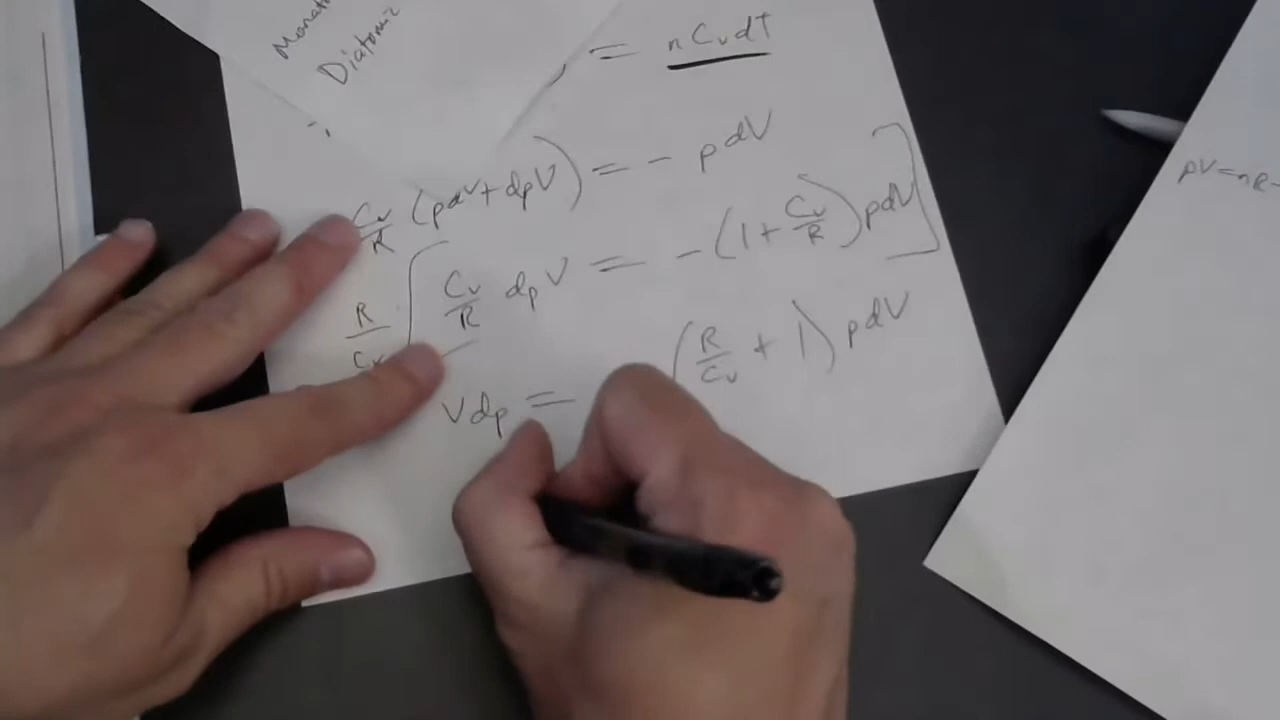 Diatomic
= nCvdT
Cv/R (pdV + dpV) = - pdV
R/Cv [ Cv/R dpV = - (1 + Cv/R) pdV ]
Vdp = (R/Cv + 1) pdV
pV = nR